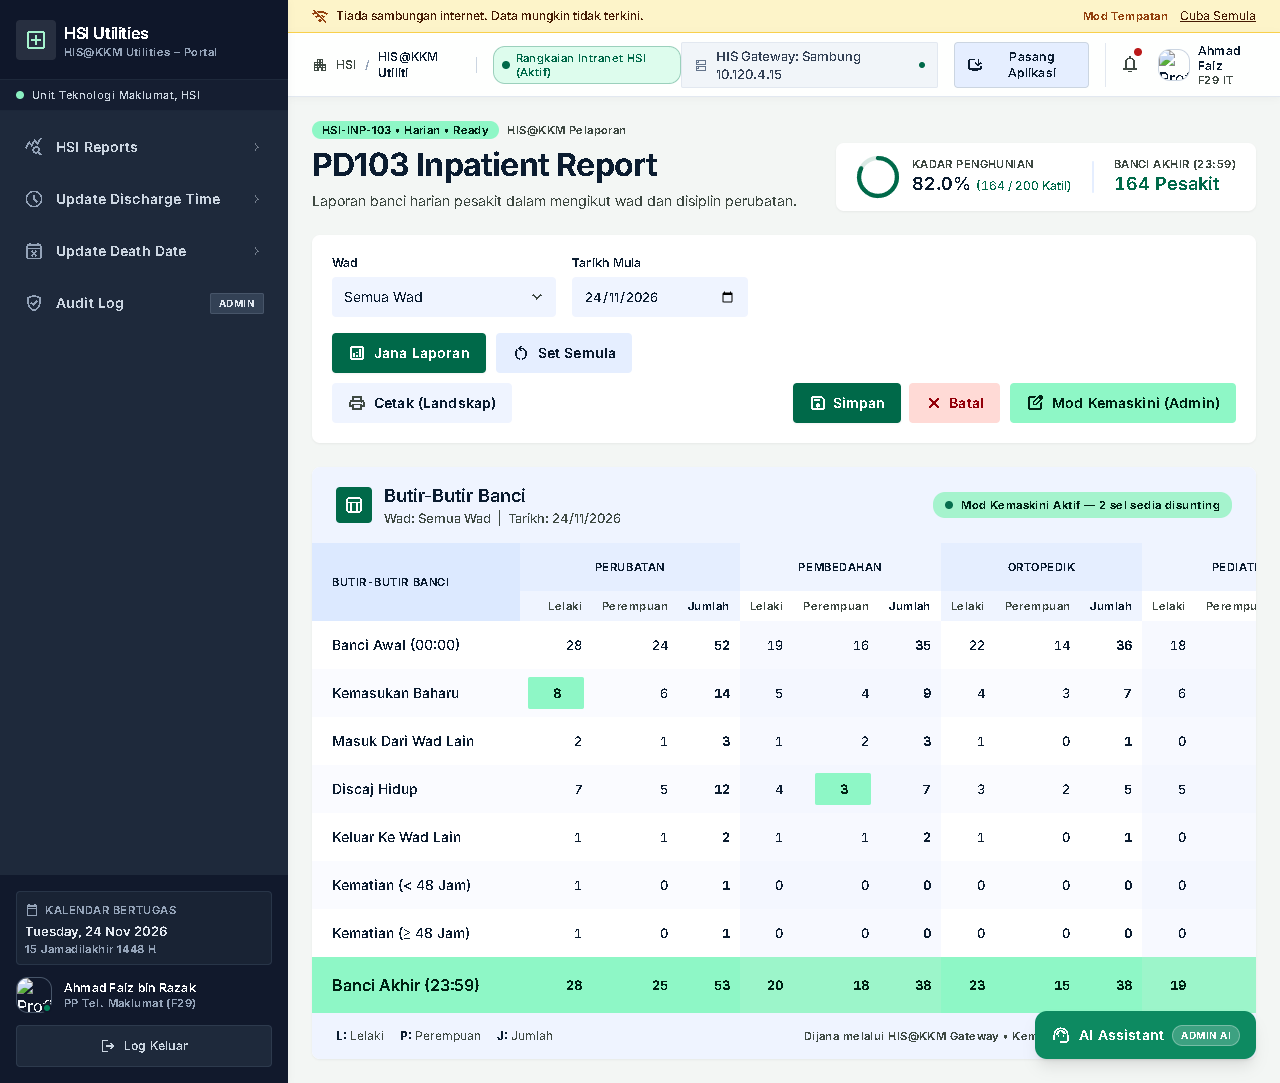 HSI Utilities
HSI@KKM Utilities – Portal
Unit Teknologi Maklumat, HSI
HSI Reports
Update Discharge Time
Update Death Date
Audit Log
ADMIN
KALENDAR BERTUGAS
Tuesday, 24 Nov 2026
15 Jamadilakhir 1448 H
Ahmad Faiz bin Razak
PP Tel. Maklumat (F29)
Log Keluar
Tiada sambungan internet. Data mungkin tidak terkini.
Mod Tempatan
Cuba Semula
HSI / HIS@KKM Utiliti
Rangkaian Intranet HSI (Aktif)
HIS Gateway: Sambung 10.120.4.15
Pasang Aplikasi
Ahmad Faiz
F29 IT
HSI-INP-103 • Harian • Ready
HIS@KKM Pelaporan
PD103 Inpatient Report
Laporan banci harian pesakit dalam mengikut wad dan disiplin perubatan.
KADAR PENGHUNIAN
82.0% (164 / 200 Katil)
BANCI AKHIR (23:59)
164 Pesakit
Wad
Semua Wad
Tarikh Mula
24/11/2026
Jana Laporan
Set Semula
Cetak (Landskap)
Simpan
Batal
Mod Kemaskini (Admin)
Butir-Butir Banci
Wad: Semua Wad | Tarikh: 24/11/2026
Mod Kemaskini Aktif — 2 sel sedia disunting
BUTIR-BUTIR BANCI PERUBATAN PEMBEDAHAN ORTOPEDIK PEDIATI
Lelaki Perempuan Jumlah Lelaki Perempuan Jumlah Lelaki Perempuan Jumlah Lelaki Perempu
Banci Awal (00:00) 28 24 52 19 16 35 22 14 36 18
Kemasukan Baharu 8 6 14 5 4 9 4 3 7 6
Masuk Dari Wad Lain 2 1 3 1 2 3 1 0 1 0
Discaj Hidup 7 5 12 4 3 7 3 2 5 5
Keluar Ke Wad Lain 1 1 2 1 1 2 1 0 1 0
Kematian (< 48 Jam) 1 0 1 0 0 0 0 0 0 0
Kematian (≥ 48 Jam) 1 0 1 0 0 0 0 0 0 0
Banci Akhir (23:59) 28 25 53 20 18 38 23 15 38 19
L: Lelaki P: Perempuan J: Jumlah
Dijana melalui HIS@KKM Gateway • Kem
AI Assistant
ADMIN AI